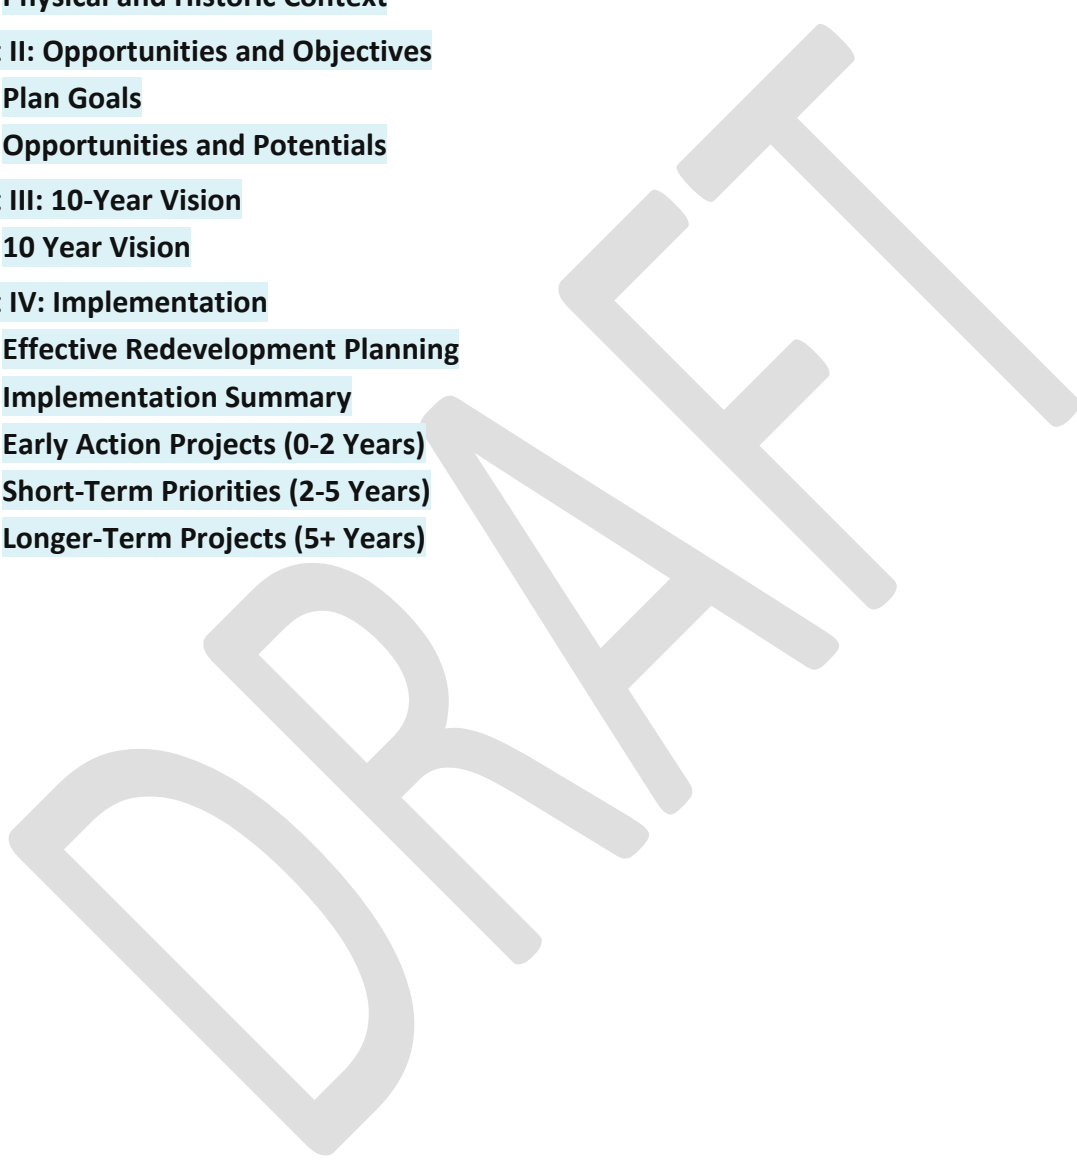 Physical and Historic Context
: II: Opportunities and Objectives
Plan Goals
Opportunities and Potentials
: III: 10-Year Vision
10 Year Vision
: IV: Implementation
Effective Redevelopment Planning
Implementation Summary
Early Action Projects (0-2 Years)
Short-Term Priorities (2-5 Years)
Longer-Term Projects (5+ Years)
DRAFT